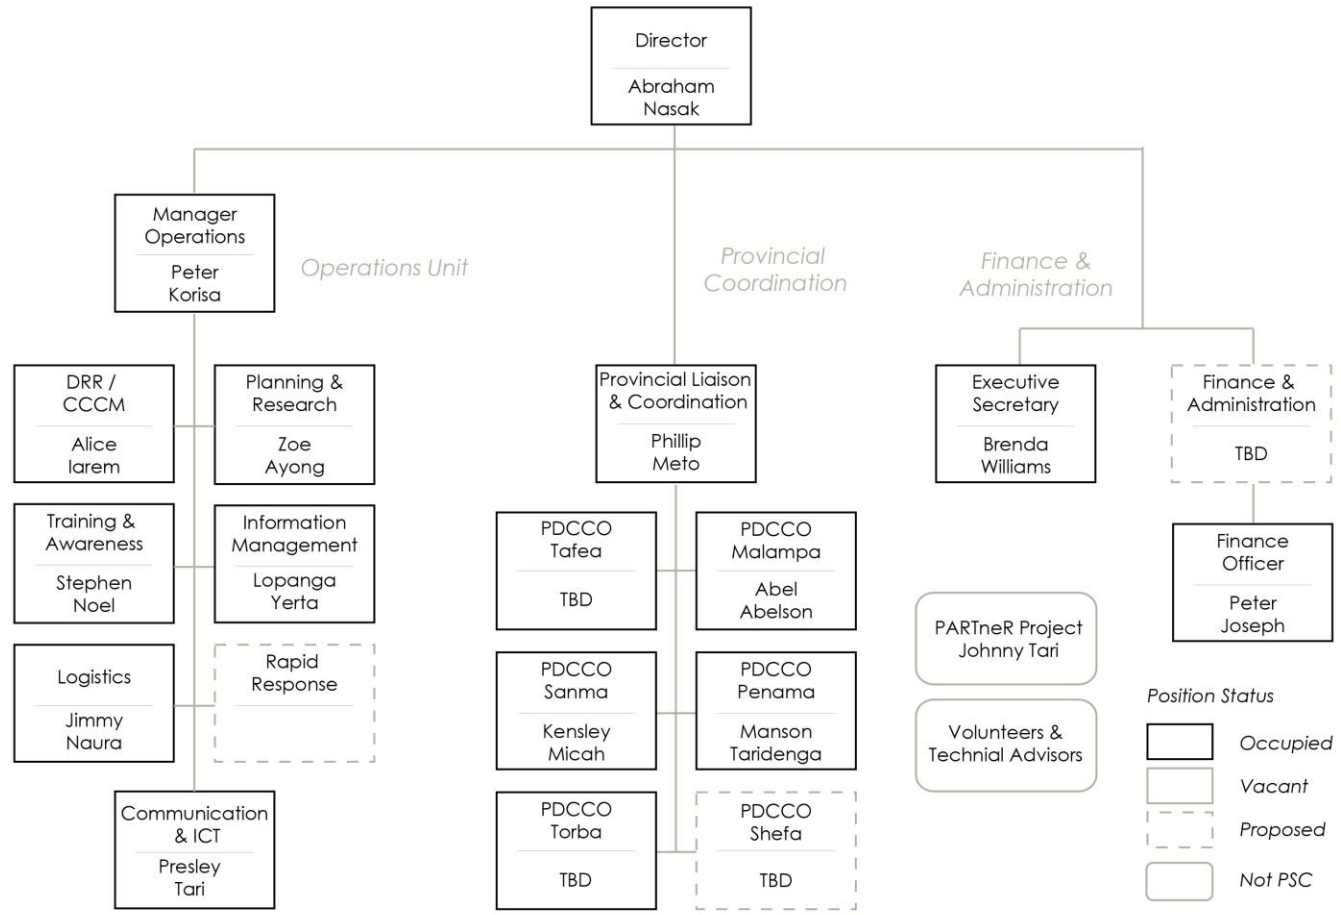 Director
Abraham
Nasak
Manager
Operations
Peter
Korisa
Operations Unit
Provincial
Coordination
Finance &
Administration
DRR /
CCCM
Alice
Iarem
Planning &
Research
Zoe
Ayong
Training &
Awareness
Stephen
Noel
Information
Management
Lopanga
Yerta
Logistics
Jimmy
Naura
Rapid
Response
Communication
& ICT
Presley
Tari
Provincial Liaison
& Coordination
Phillip
Meto
PDCCO
Tafea
TBD
PDCCO
Malampa
Abel
Abelson
PDCCO
Sanma
Kensley
Micah
PDCCO
Penama
Manson
Taridenga
PDCCO
Torba
TBD
PDCCO
Shefa
TBD
Executive
Secretary
Brenda
Williams
Finance &
Administration
TBD
Finance
Officer
Peter
Joseph
PARTneR Project
Johnny Tari
Volunteers &
Technial Advisors
Position Status
Occupied
Vacant
Proposed
Not PSC